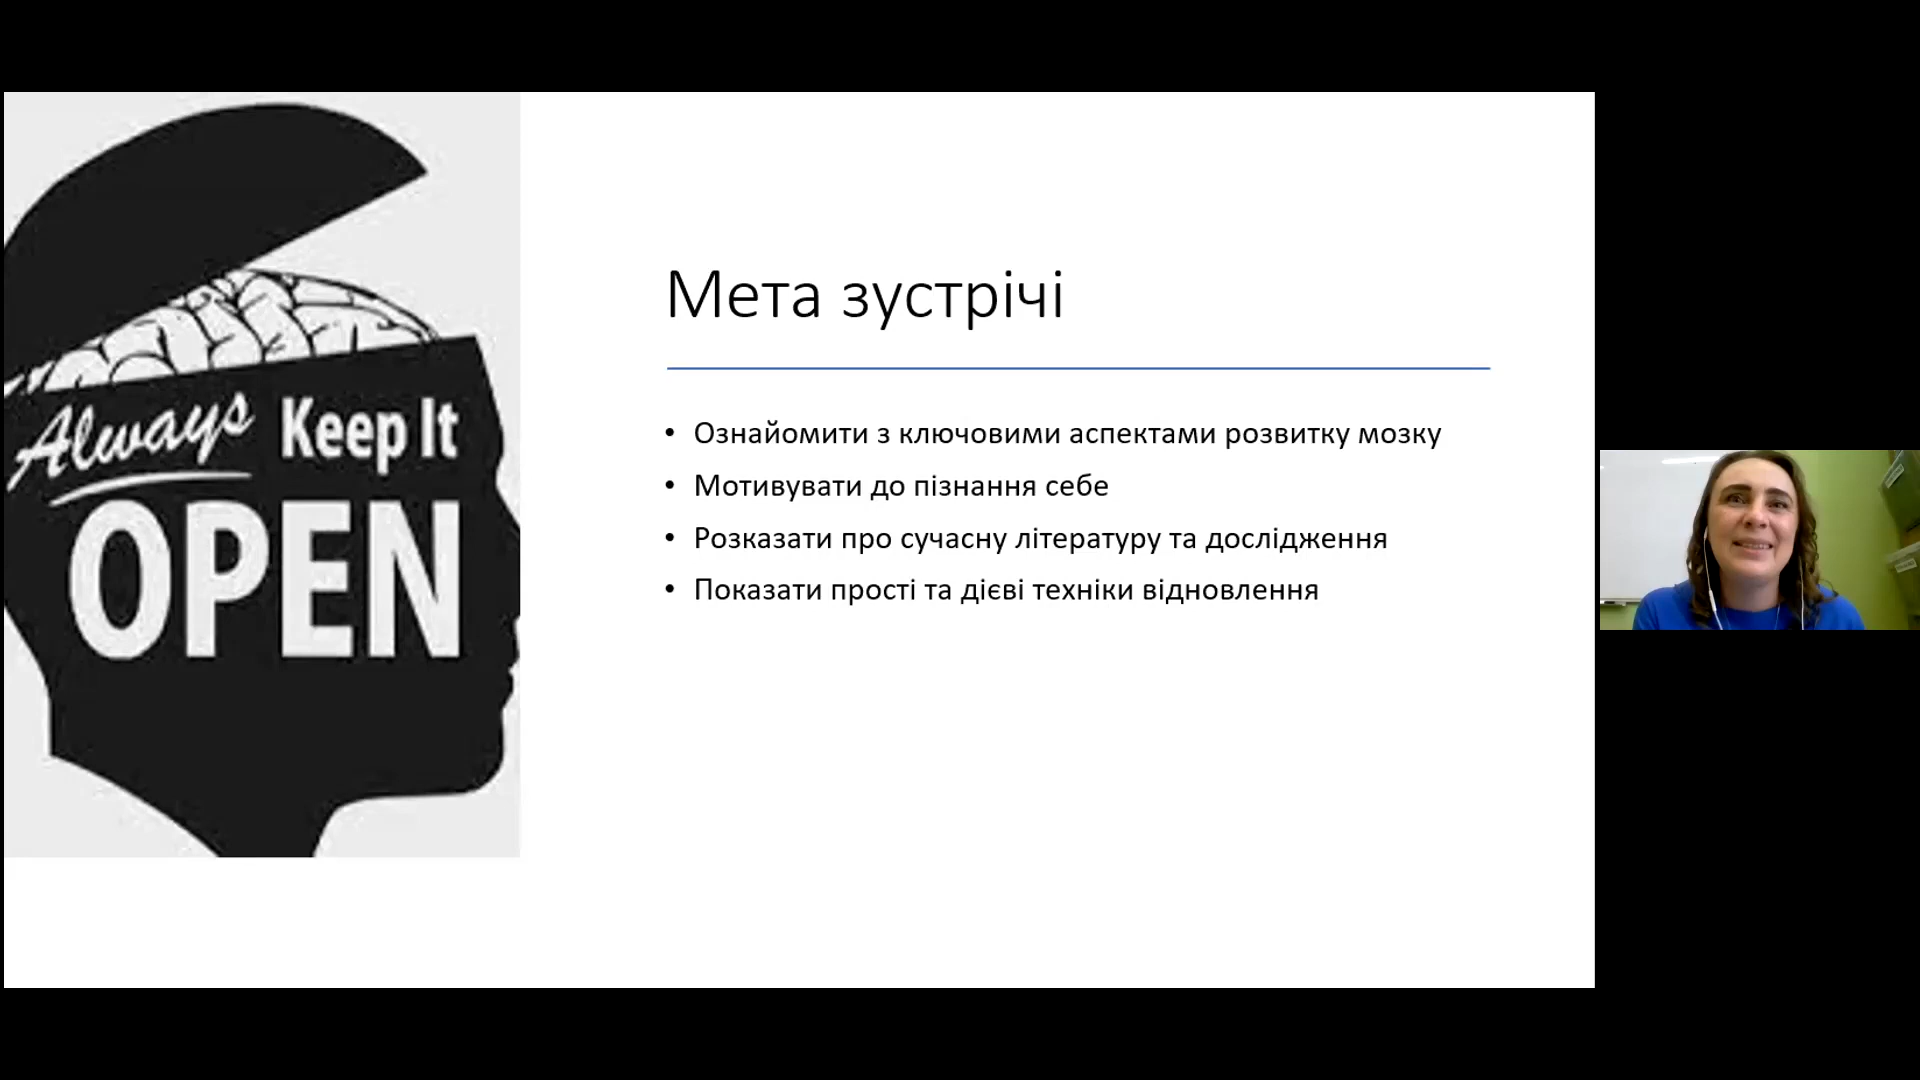 Always Keep It
OPEN
Мета зустрічі
• Ознайомити з ключовими аспектами розвитку мозку
• Мотивувати до пізнання себе
• Розказати про сучасну літературу та дослідження
• Показати прості та дієві техніки відновлення